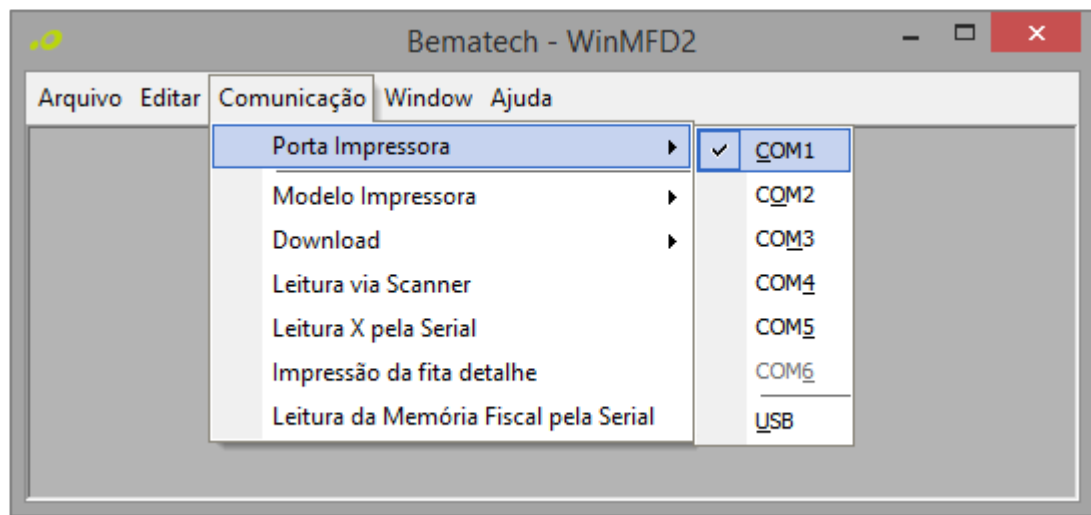 Bematech - WinMFD2
Arquivo Editar Comunicação Window Ajuda
Porta Impressora
Modelo Impressora
Download
Leitura via Scanner
Leitura X pela Serial
Impressão da fita detalhe
Leitura da Memória Fiscal pela Serial
COM1
COM2
COM3
COM4
COM5
COM6
USB